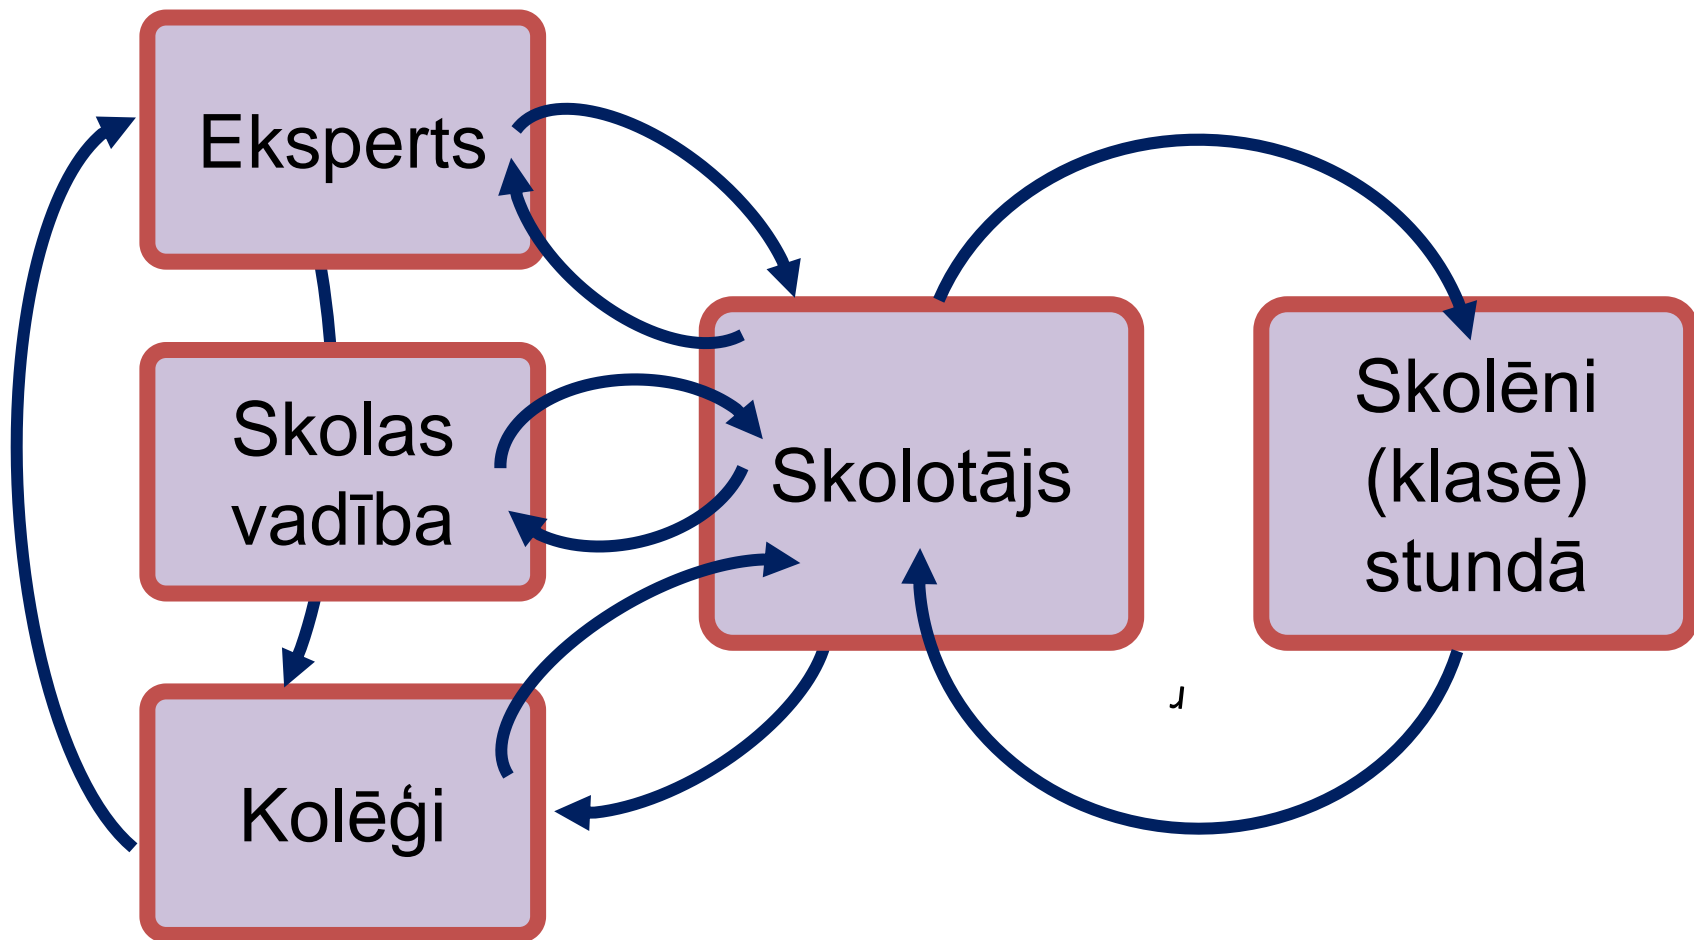 Eksperts
Skolas
vadība
Kolēģi
Skolotājs
Skolēni
(klasē)
stundā